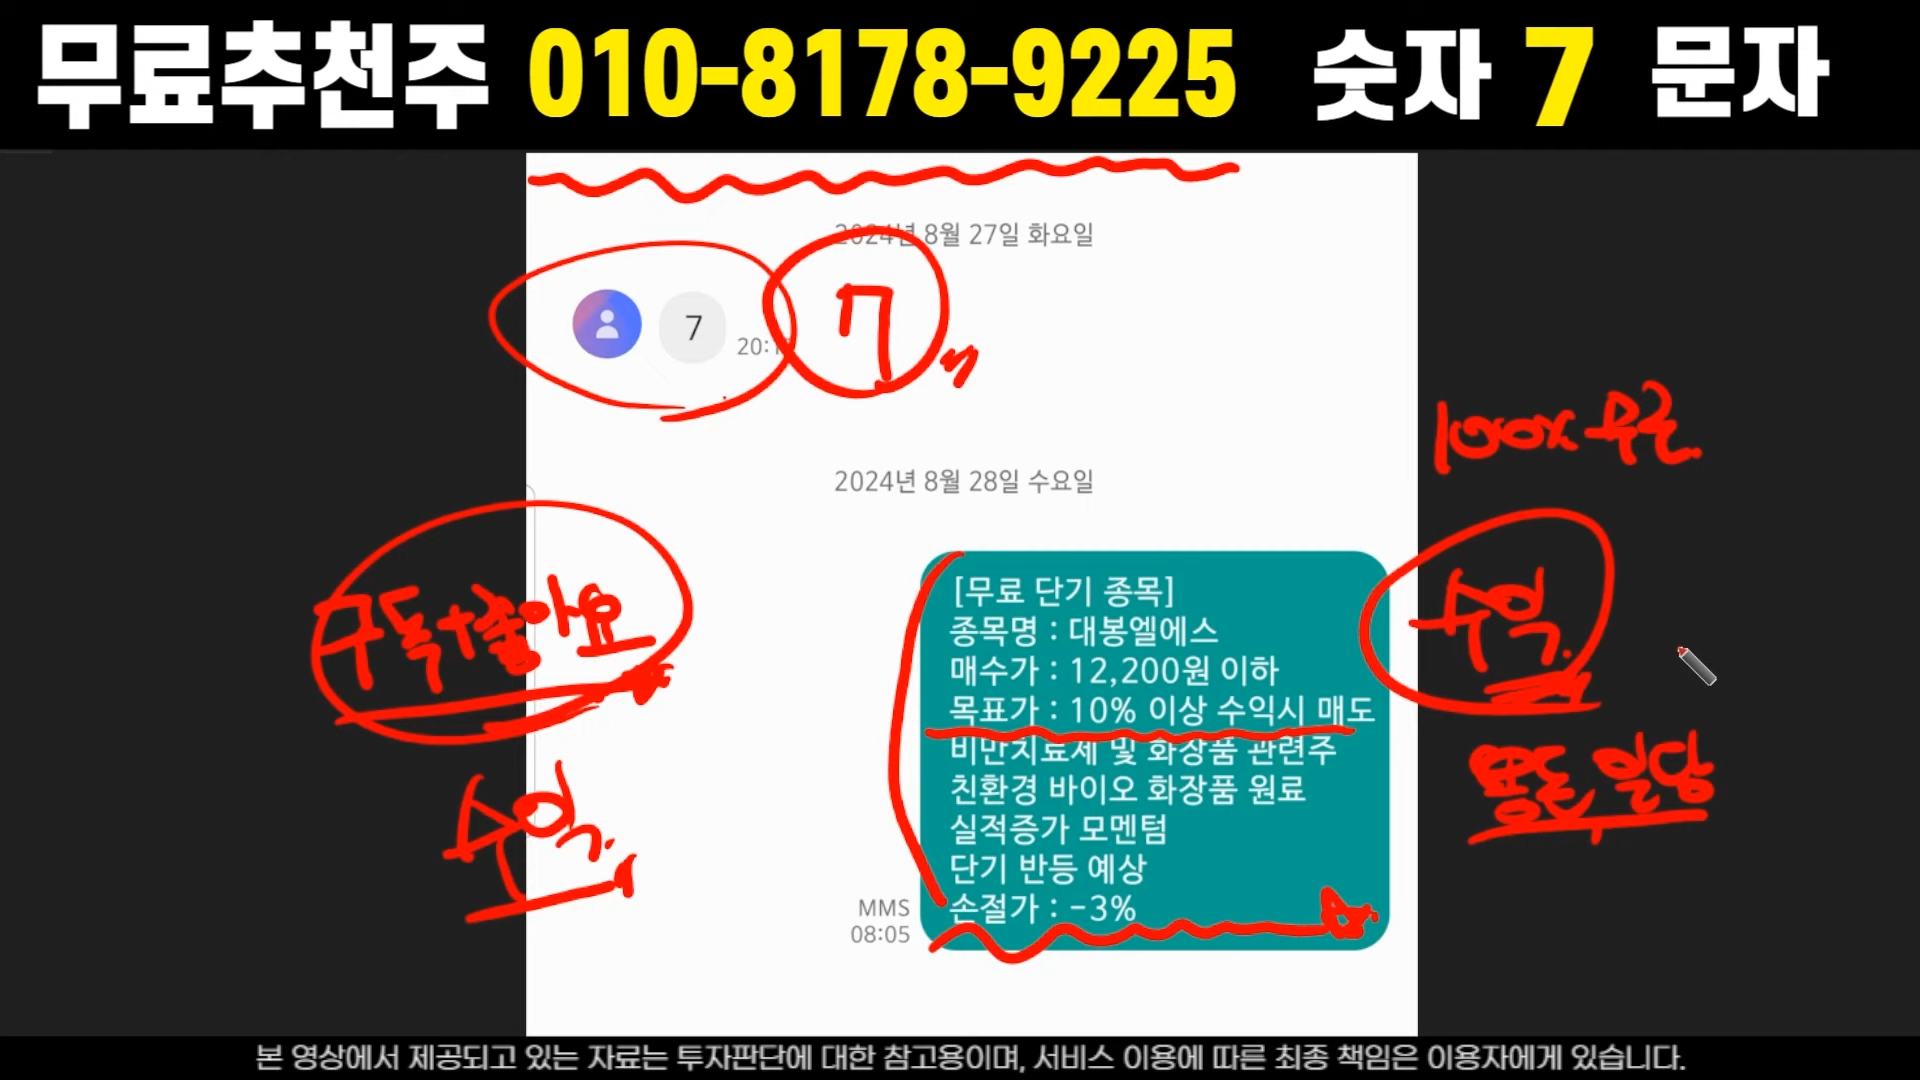 무료추천주 010-8178-9225 숫자 7 문자
2024년 8월 27일 화요일
7
7
100% 무료
2024년 8월 28일 수요일
구독+좋아요
수익.
[무료 단기 종목]
종목명 : 대봉엘에스
매수가 : 12,200원 이하
목표가 : 10% 이상 수익시 매도
비만치료제 및 화장품 관련주
친환경 바이오 화장품 원료
실적증가 모멘텀
단기 반등 예상
손절가 : -3%
MMS
08:05
수익.
용돈, 일당
본 영상에서 제공되고 있는 자료는 투자판단에 대한 참고용이며, 서비스 이용에 따른 최종 책임은 이용자에게 있습니다.